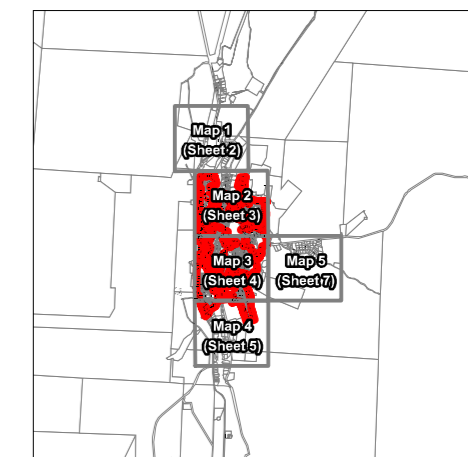 Map 1
(Sheet 2)
Map 2
(Sheet 3)
Map 3
(Sheet 4)
Map 5
(Sheet 7)
Map 4
(Sheet 5)